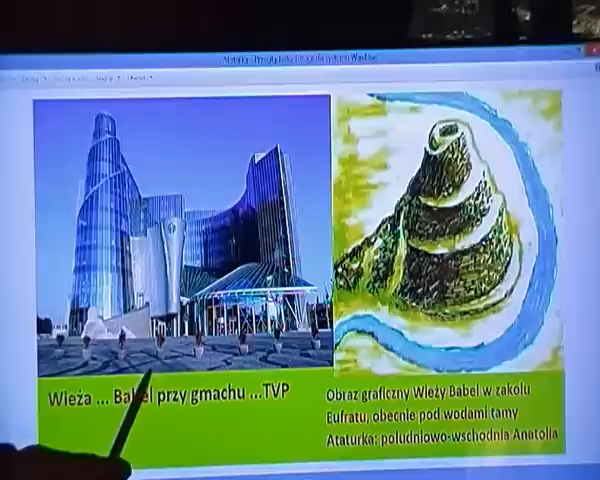 Wieża ... Babel przy gmachu ...TVP
Obraz graficzny Wieży Babel w zakolu
Eufratu, obecnie pod wodami tamy
Ataturka: południowo-wschodnia Anatolia